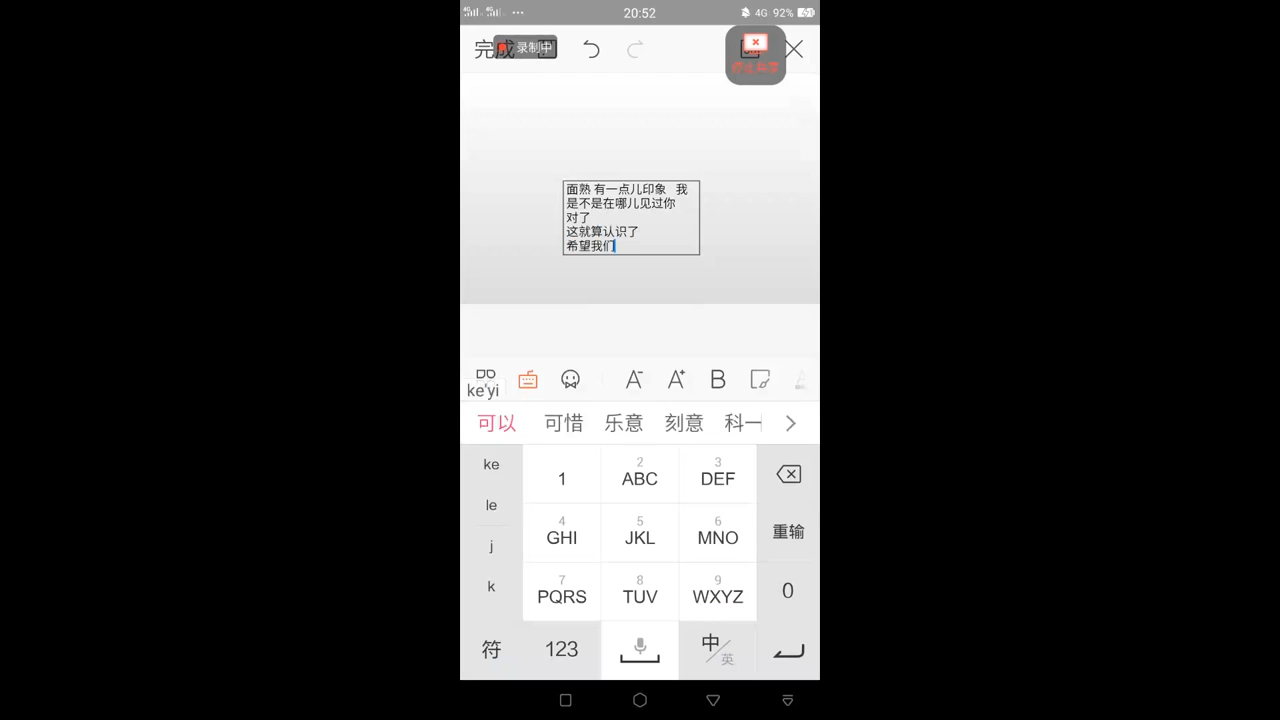 20:52
4G 92%
完成 录制中
面熟 有一点儿印象   我
是不是在哪儿见过你
对了
这就算认识了
希望我们
ke'yi
可以 可惜 乐意 刻意 科一
ke
le
j
k
1
2 ABC
3 DEF
4 GHI
5 JKL
6 MNO
7 PQRS
8 TUV
9 WXYZ
重输
0
符 123 中/英